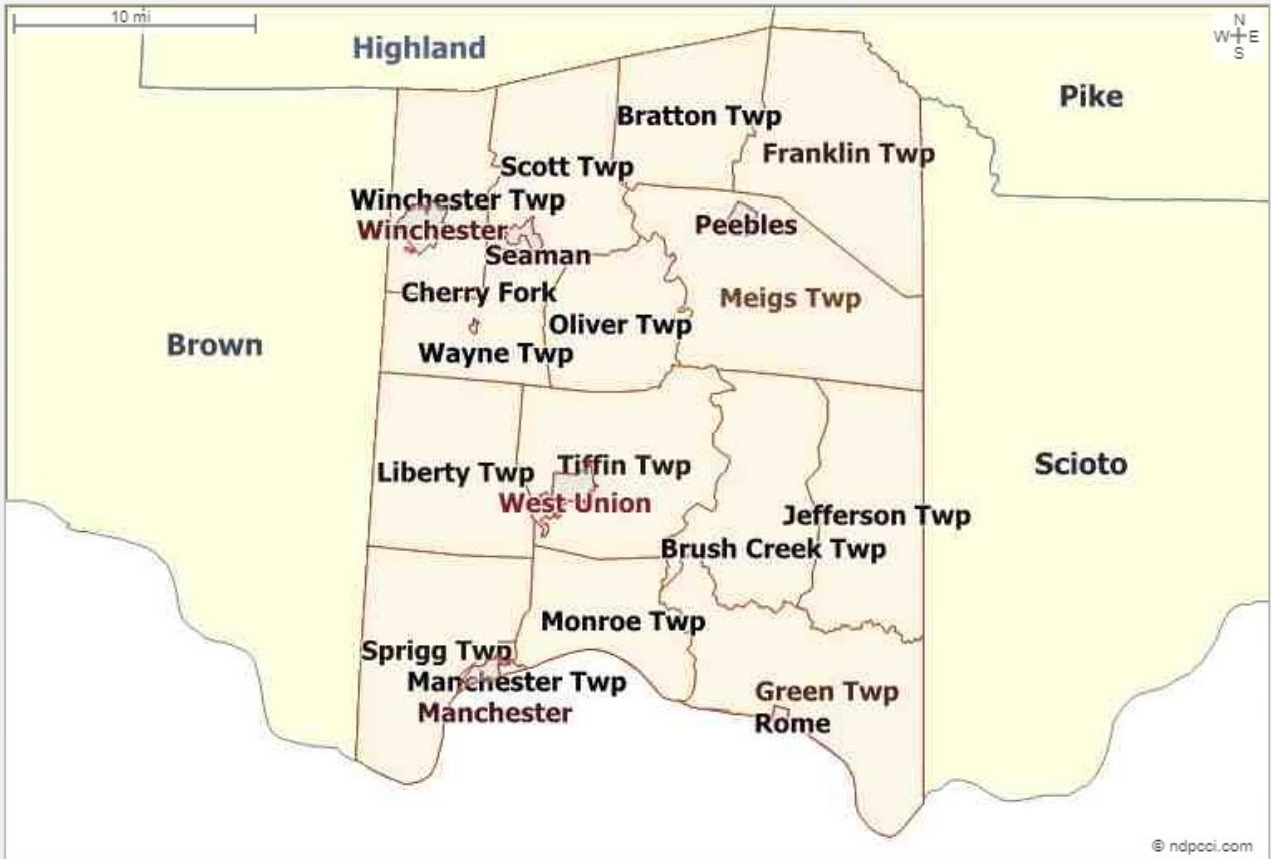 10 mi
N
W E
S
Highland
Pike
Bratton Twp
Franklin Twp
Scott Twp
Winchester Twp
Peebles
Winchester
Seaman
Cherry Fork
Meigs Twp
Oliver Twp
Brown
Wayne Twp
Liberty Twp
Tiffin Twp
Scioto
West Union
Jefferson Twp
Brush Creek Twp
Monroe Twp
Sprigg Twp
Manchester Twp
Green Twp
Manchester
Rome
© ndpcci.com